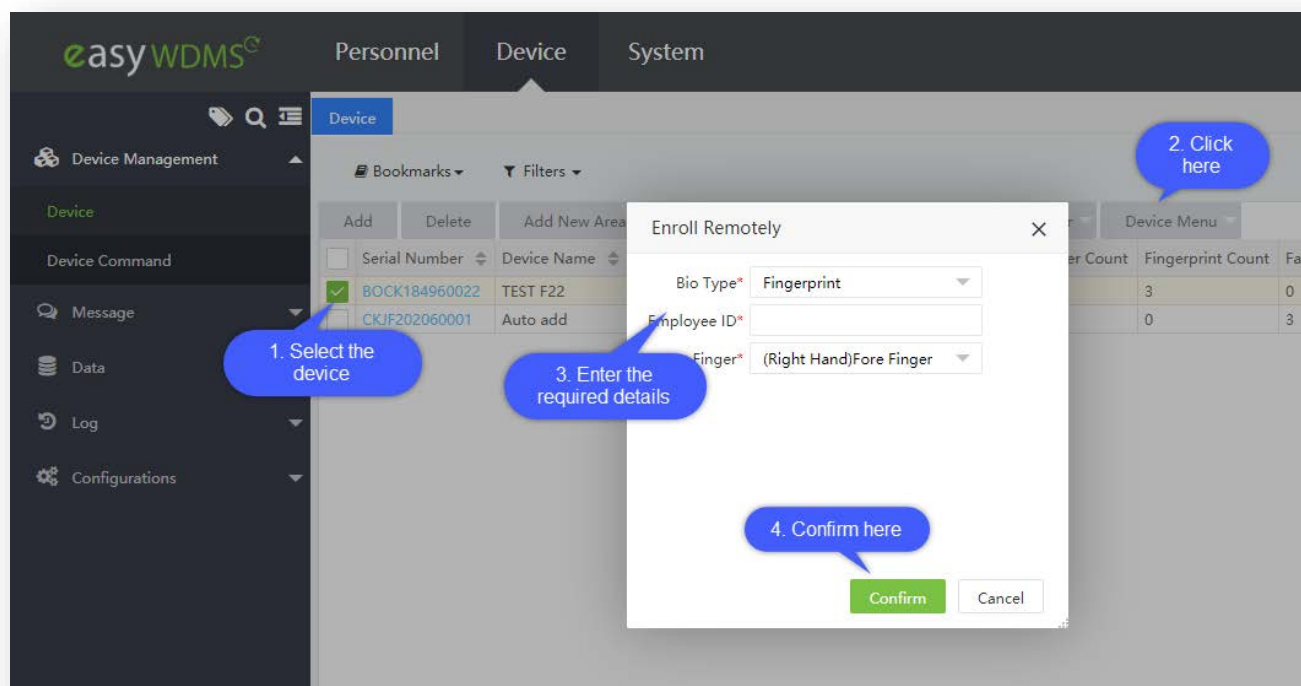 easy WDMS
Personnel Device System
Device
Device Management
Bookmarks Filters
2. Click
here
Device
Add Delete Add New Area Device Menu
Device Command
Serial Number Device Name Count Fingerprint Count
BOCK184960022 TEST F22 3 0
CKJF202060001 Auto add 0 3
Message
Data
Log
Configurations
1. Select the
device
Enroll Remotely
Bio Type* Fingerprint
Employee ID*
Finger* (Right Hand)Fore Finger
3. Enter the
required details
4. Confirm here
Confirm Cancel